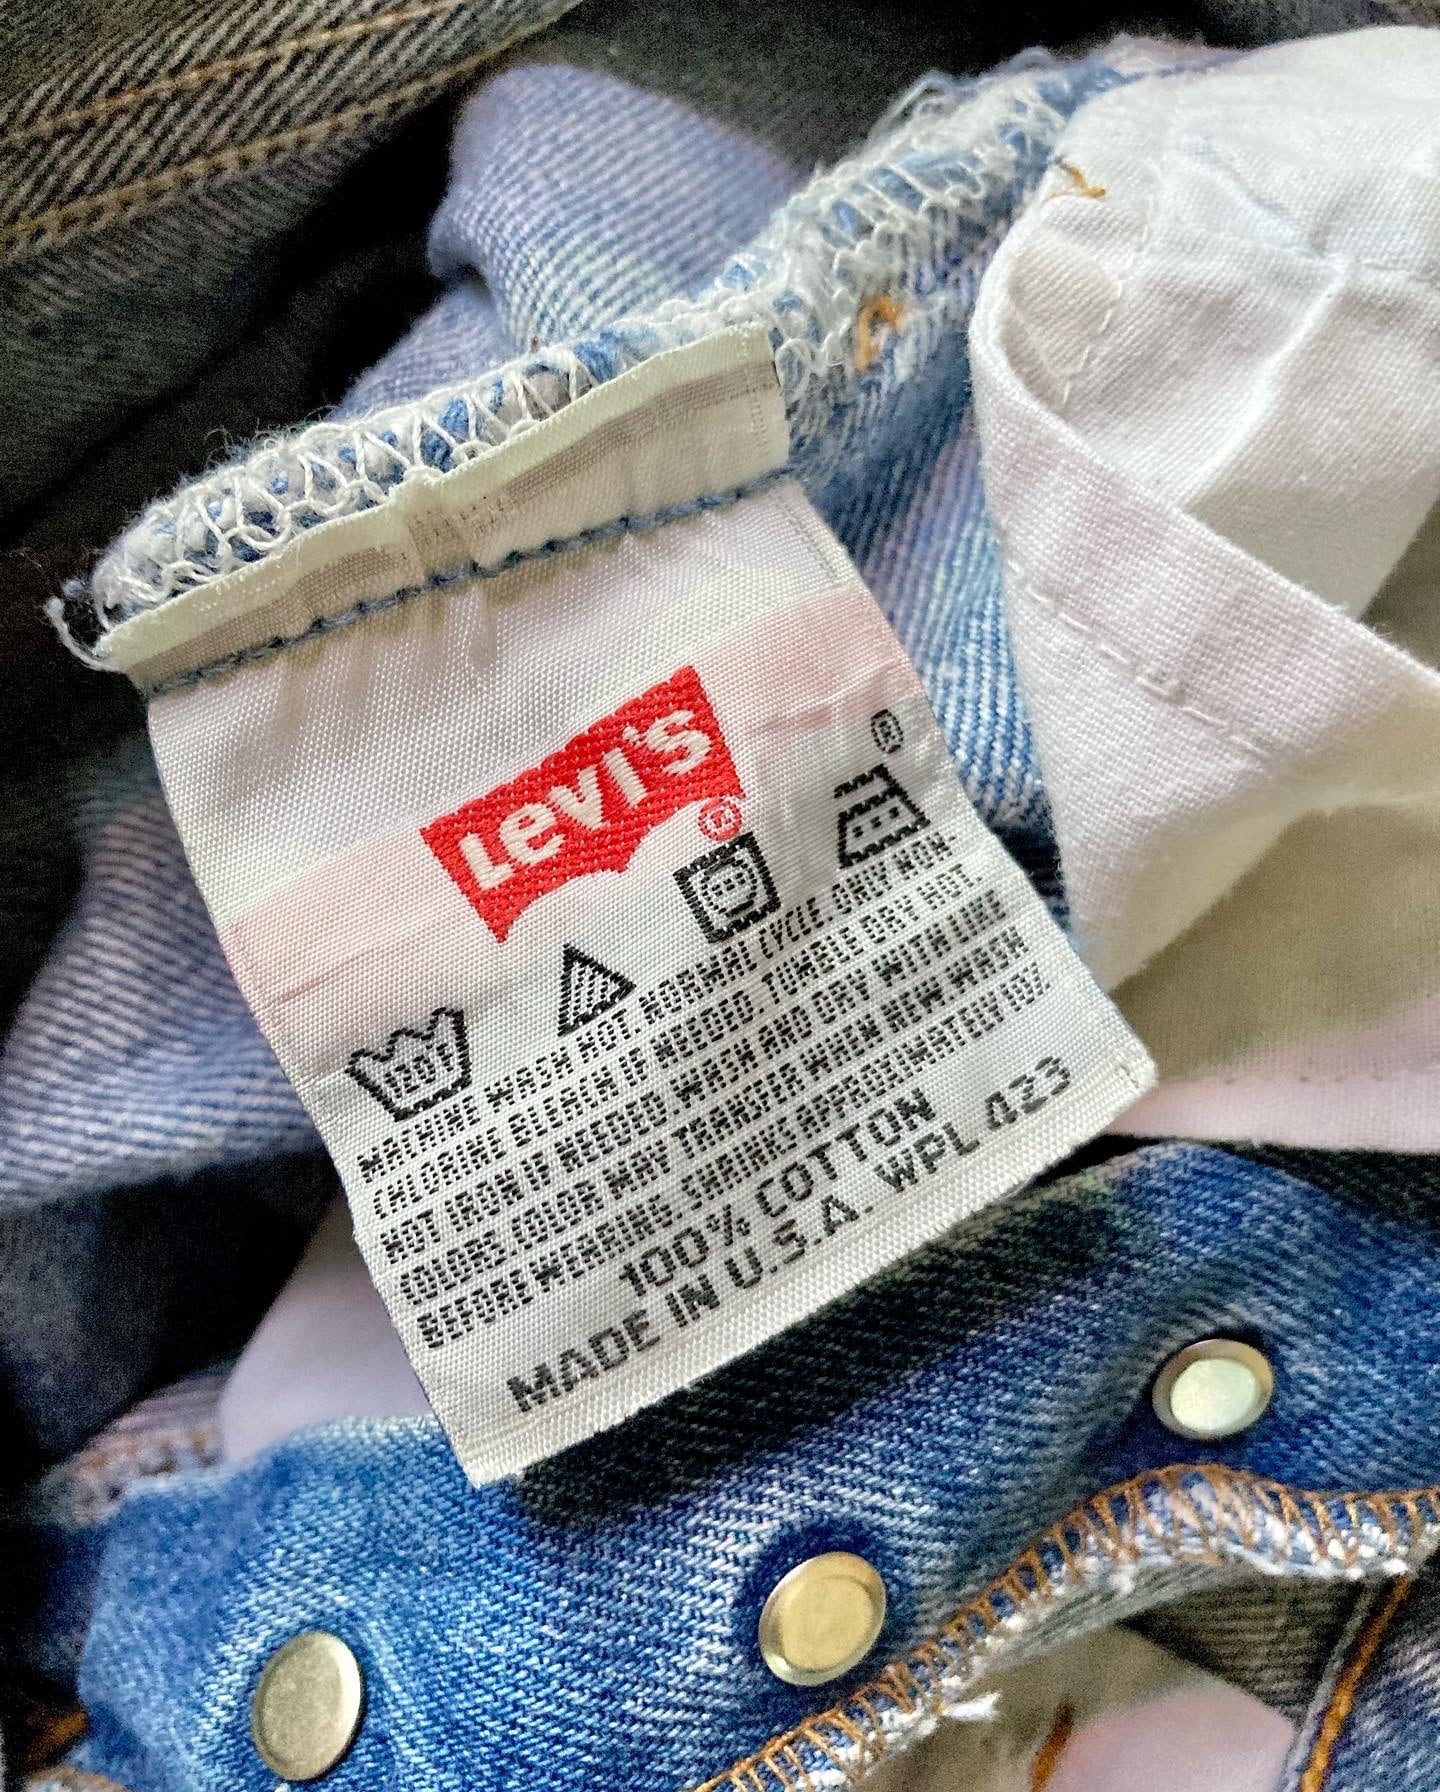 Levi's
®
®
HOT
MACHINE WASH HOT. NORMAL CYCLE. ONLY NON-
CHLORINE BLEACH IF NEEDED. TUMBLE DRY HOT.
HOT IRON IF NEEDED. WASH AND DRY WITH LIKE
COLORS. COLOR MAY TRANSFER WHEN NEW. WASH
BEFORE WEARING. SHRINKS APPROXIMATELY 10%.
100% COTTON
MADE IN U.S.A WPL 423